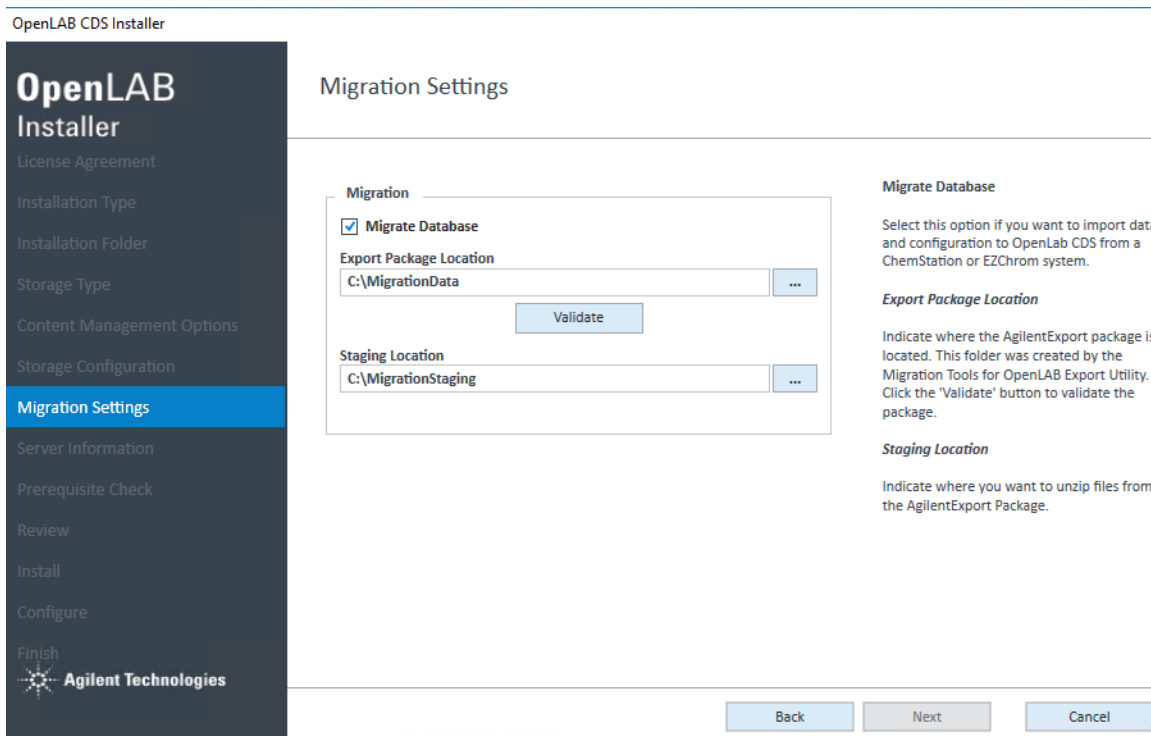 OpenLAB CDS Installer
OpenLAB
Installer
License Agreement
Installation Type
Installation Folder
Storage Type
Content Management Options
Storage Configuration
Migration Settings
Server Information
Prerequisite Check
Review
Install
Configure
Finish
Agilent Technologies
Migration Settings
Migration
Migrate Database
Export Package Location
C:\MigrationData
...
Validate
Staging Location
C:\MigrationStaging
...
Migrate Database
Select this option if you want to import data
and configuration to OpenLab CDS from a
ChemStation or EZChrom system.
Export Package Location
Indicate where the AgilentExport package is
located. This folder was created by the
Migration Tools for OpenLAB Export Utility.
Click the 'Validate' button to validate the
package.
Staging Location
Indicate where you want to unzip files from
the AgilentExport Package.
Back
Next
Cancel